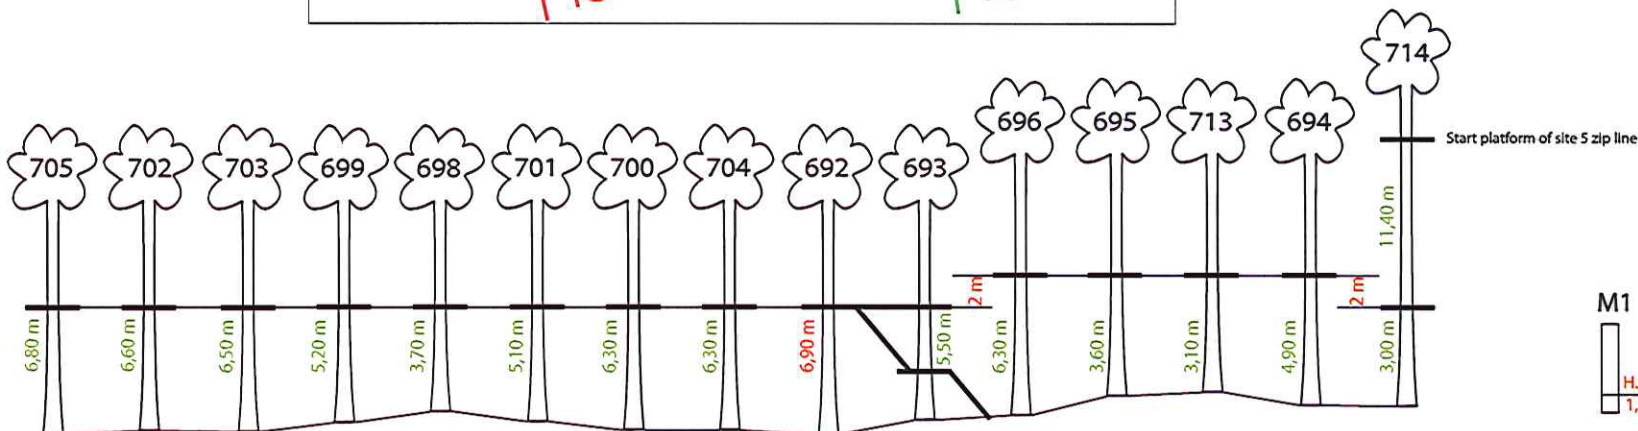 714
696 695 713 694
Start platform of site 5 zip line
705 702 703 699 698 701 700 704 692 693
11,40 m
2 m 2 m
M1
6,80 m 6,60 m 6,50 m 5,20 m 3,70 m 5,10 m 6,30 m 6,30 m 6,90 m 5,50 m 6,30 m 3,60 m 3,10 m 4,90 m 3,00 m
H.
1,